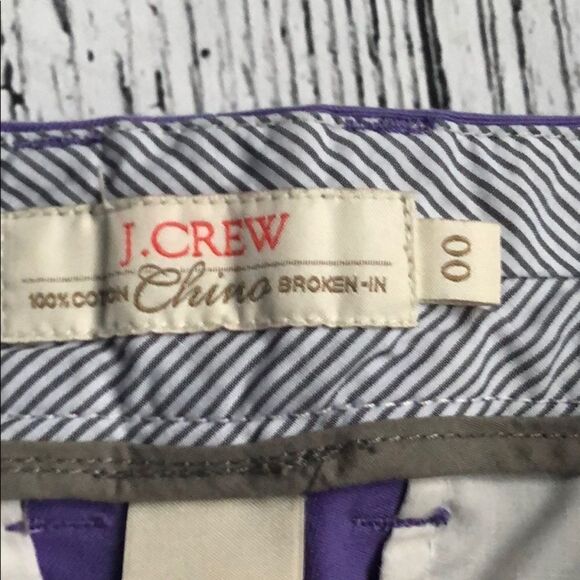 J.CREW
100% COTTON Chino BROKEN-IN
00